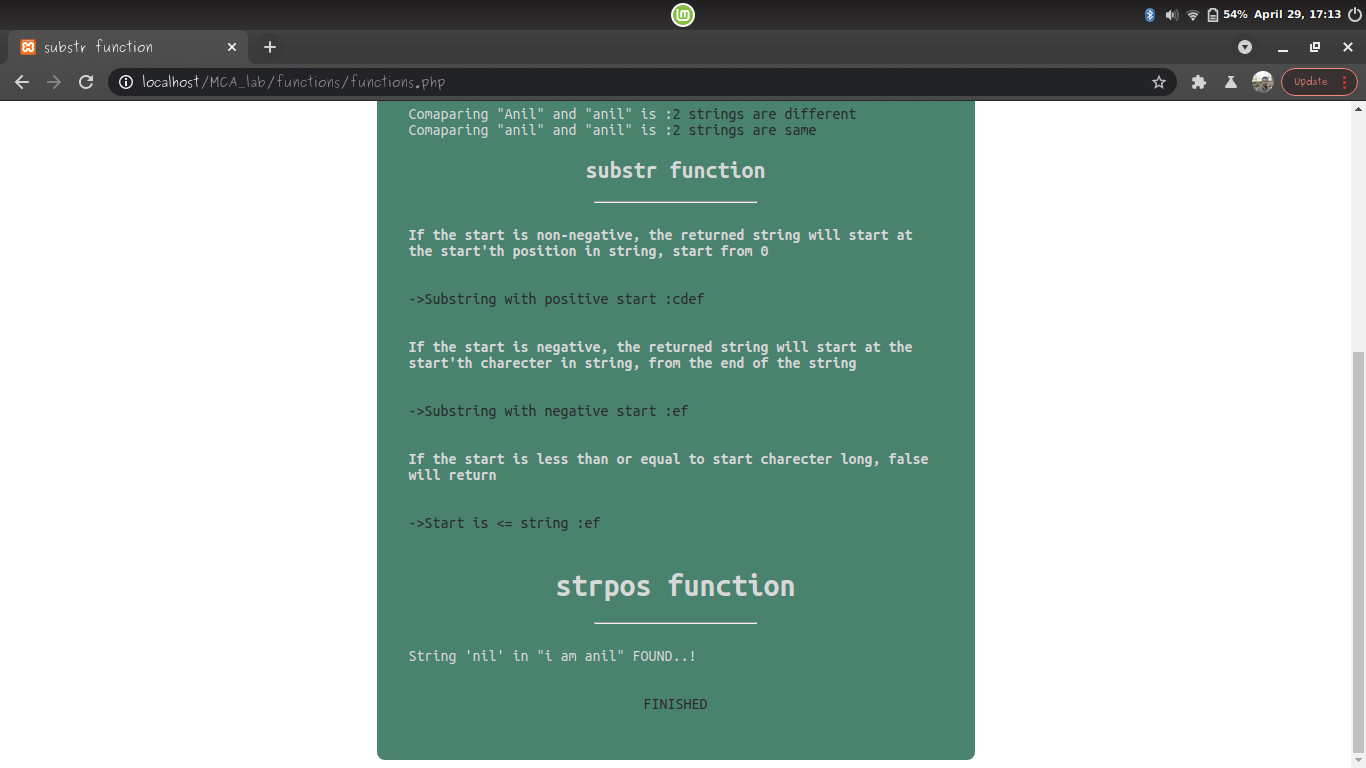 54% April 29, 17:13
substr function
localhost/MCA_lab/functions/functions.php
Update
Comaparing "Anil" and "anil" is :2 strings are different
Comaparing "anil" and "anil" is :2 strings are same
substr function
If the start is non-negative, the returned string will start at
the start'th position in string, start from 0
->Substring with positive start :cdef
If the start is negative, the returned string will start at the
start'th charecter in string, from the end of the string
->Substring with negative start :ef
If the start is less than or equal to start charecter long, false
will return
->Start is <= string :ef
strpos function
String 'nil' in "i am anil" FOUND..!
FINISHED